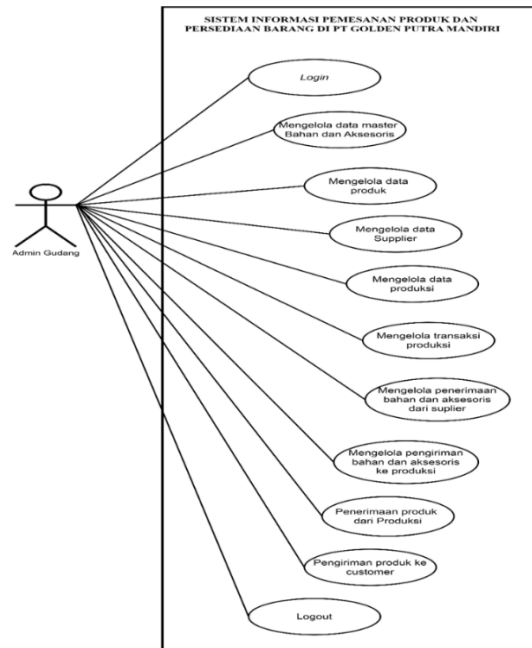 SISTEM INFORMASI PEMESANAN PRODUK DAN
PERSEDIAAN BARANG DI PT GOLDEN PUTRA MANDIRI
Login
Mengelola data master
Bahan dan Aksesoris
Mengelola data
produk
Mengelola data
Supplier
Admin Gudang
Mengelola data
produksi
Mengelola transaksi
produksi
Mengelola penerimaan
bahan dan aksesoris
dari suplier
Mengelola pengiriman
bahan dan aksesoris
ke produksi
Penerimaan produk
dari Produksi
Pengiriman produk ke
customer
Logout